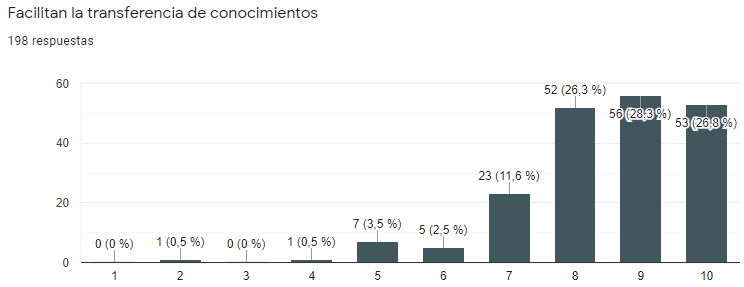 Facilitan la transferencia de conocimientos
198 respuestas
60
40
20
0
0 (0 %)
1 (0,5 %)
0 (0 %)
1 (0,5 %)
7 (3,5 %)
5 (2,5 %)
23 (11,6 %)
52 (26,3 %)
56 (28,3 %)
53 (26,8 %)
1 2 3 4 5 6 7 8 9 10